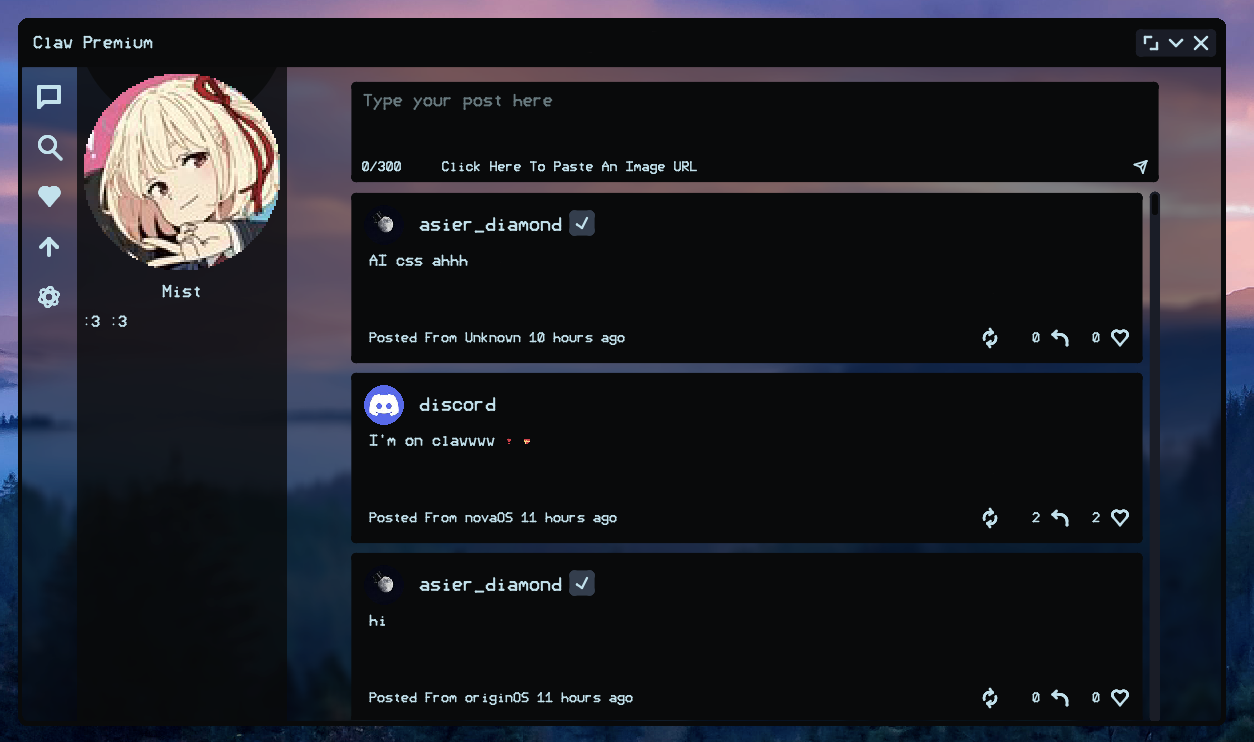 Claw Premium
Type your post here
0/300 Click Here To Paste An Image URL
Mist
:3 :3
asier_diamond
AI css ahhh
Posted From Unknown 10 hours ago
0 0
discord
I'm on clawwww
Posted From novaOS 11 hours ago
2 2
asier_diamond
hi
Posted From originOS 11 hours ago
0 0